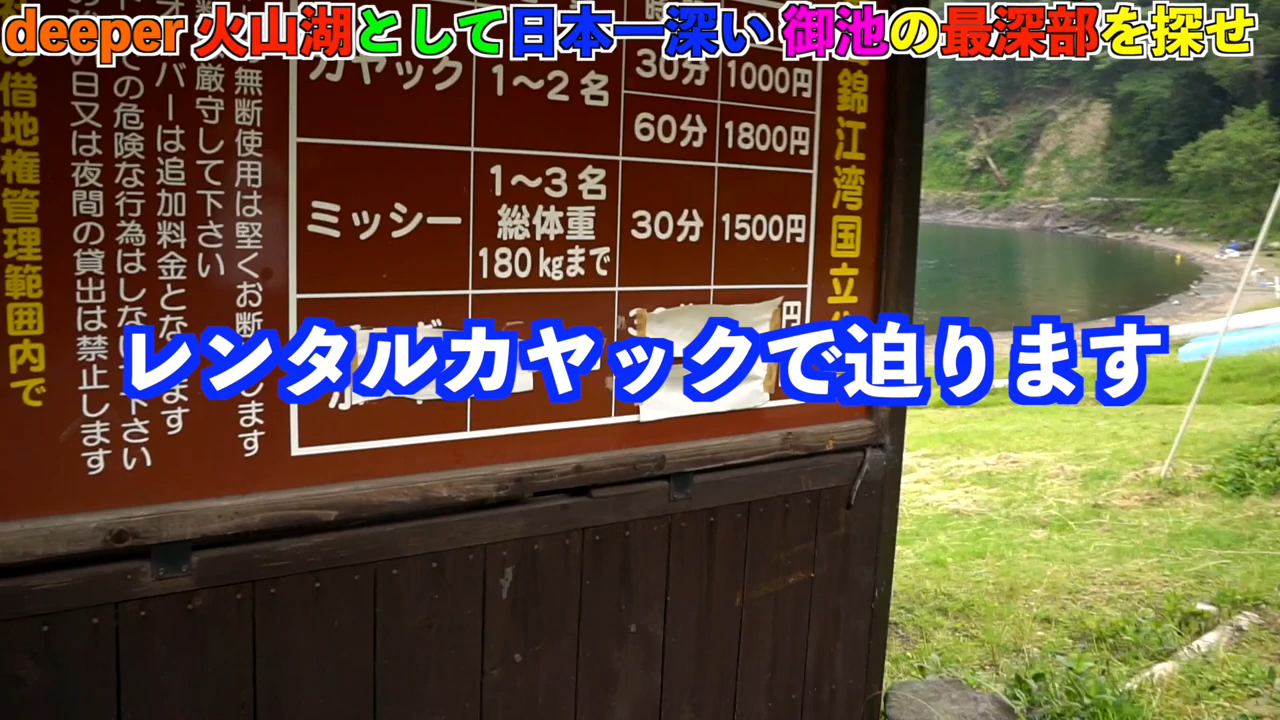 deeper 火山湖として日本一深い 御池の最深部を探せ
カヤック
1〜2名
30分
1000円
60分
1800円
ミッシー
1〜3名
総体重
180kgまで
30分
1500円
円
錦江湾国立
無断使用は堅くお断
厳守して下さい
バーは追加料金とな
ます
の危険な行為はしな
い日又は夜間の貸出は禁止します
の借地権管理範囲内で
レンタルカヤックで迫ります